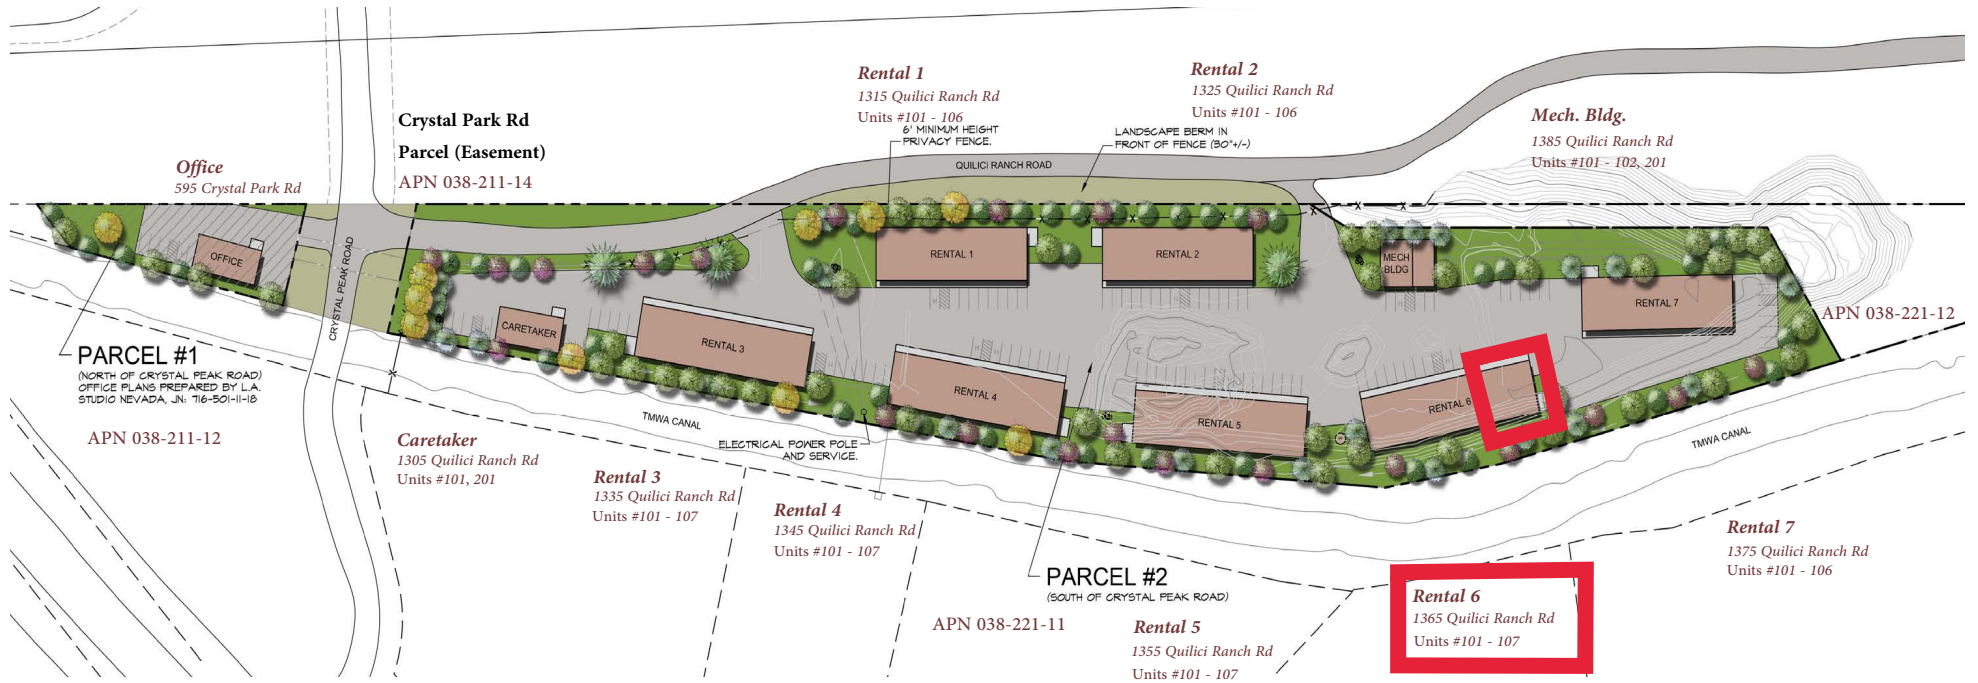 Rental 1
1315 Quilici Ranch Rd
Units #101 - 106
6' MINIMUM HEIGHT
PRIVACY FENCE.
Rental 2
1325 Quilici Ranch Rd
Units #101 - 106
LANDSCAPE BERM IN
FRONT OF FENCE (30"+/-)
Mech. Bldg.
1385 Quilici Ranch Rd
Units #101 - 102, 201
Crystal Park Rd
Parcel (Easement)
APN 038-211-14
Office
595 Crystal Park Rd
QUILICI RANCH ROAD
OFFICE
CRYSTAL PEAK ROAD
RENTAL 1
RENTAL 2
MECH
BLDG
RENTAL 7
APN 038-221-12
CARETAKER
RENTAL 3
RENTAL 4
RENTAL 5
RENTAL 6
PARCEL #1
(NORTH OF CRYSTAL PEAK ROAD)
OFFICE PLANS PREPARED BY L.A.
STUDIO NEVADA, JN: 716-501-11-18
APN 038-211-12
TMWA CANAL
TMWA CANAL
ELECTRICAL POWER POLE
AND SERVICE.
Caretaker
1305 Quilici Ranch Rd
Units #101, 201
Rental 3
1335 Quilici Ranch Rd
Units #101 - 107
Rental 4
1345 Quilici Ranch Rd
Units #101 - 107
PARCEL #2
(SOUTH OF CRYSTAL PEAK ROAD)
APN 038-221-11
Rental 5
1355 Quilici Ranch Rd
Units #101 - 107
Rental 6
1365 Quilici Ranch Rd
Units #101 - 107
Rental 7
1375 Quilici Ranch Rd
Units #101 - 106